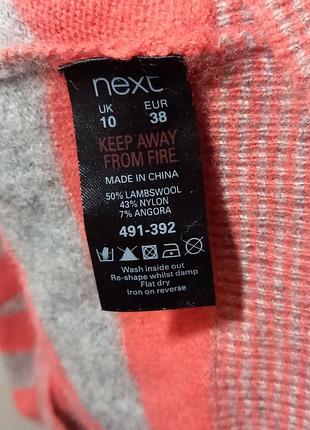 next
UK EUR
10 38
KEEP AWAY
FROM FIRE
MADE IN CHINA
50% LAMBSWOOL
43% NYLON
7% ANGORA
491-392
Wash inside out
Re-shape whilst damp
Flat dry
Iron on reverse